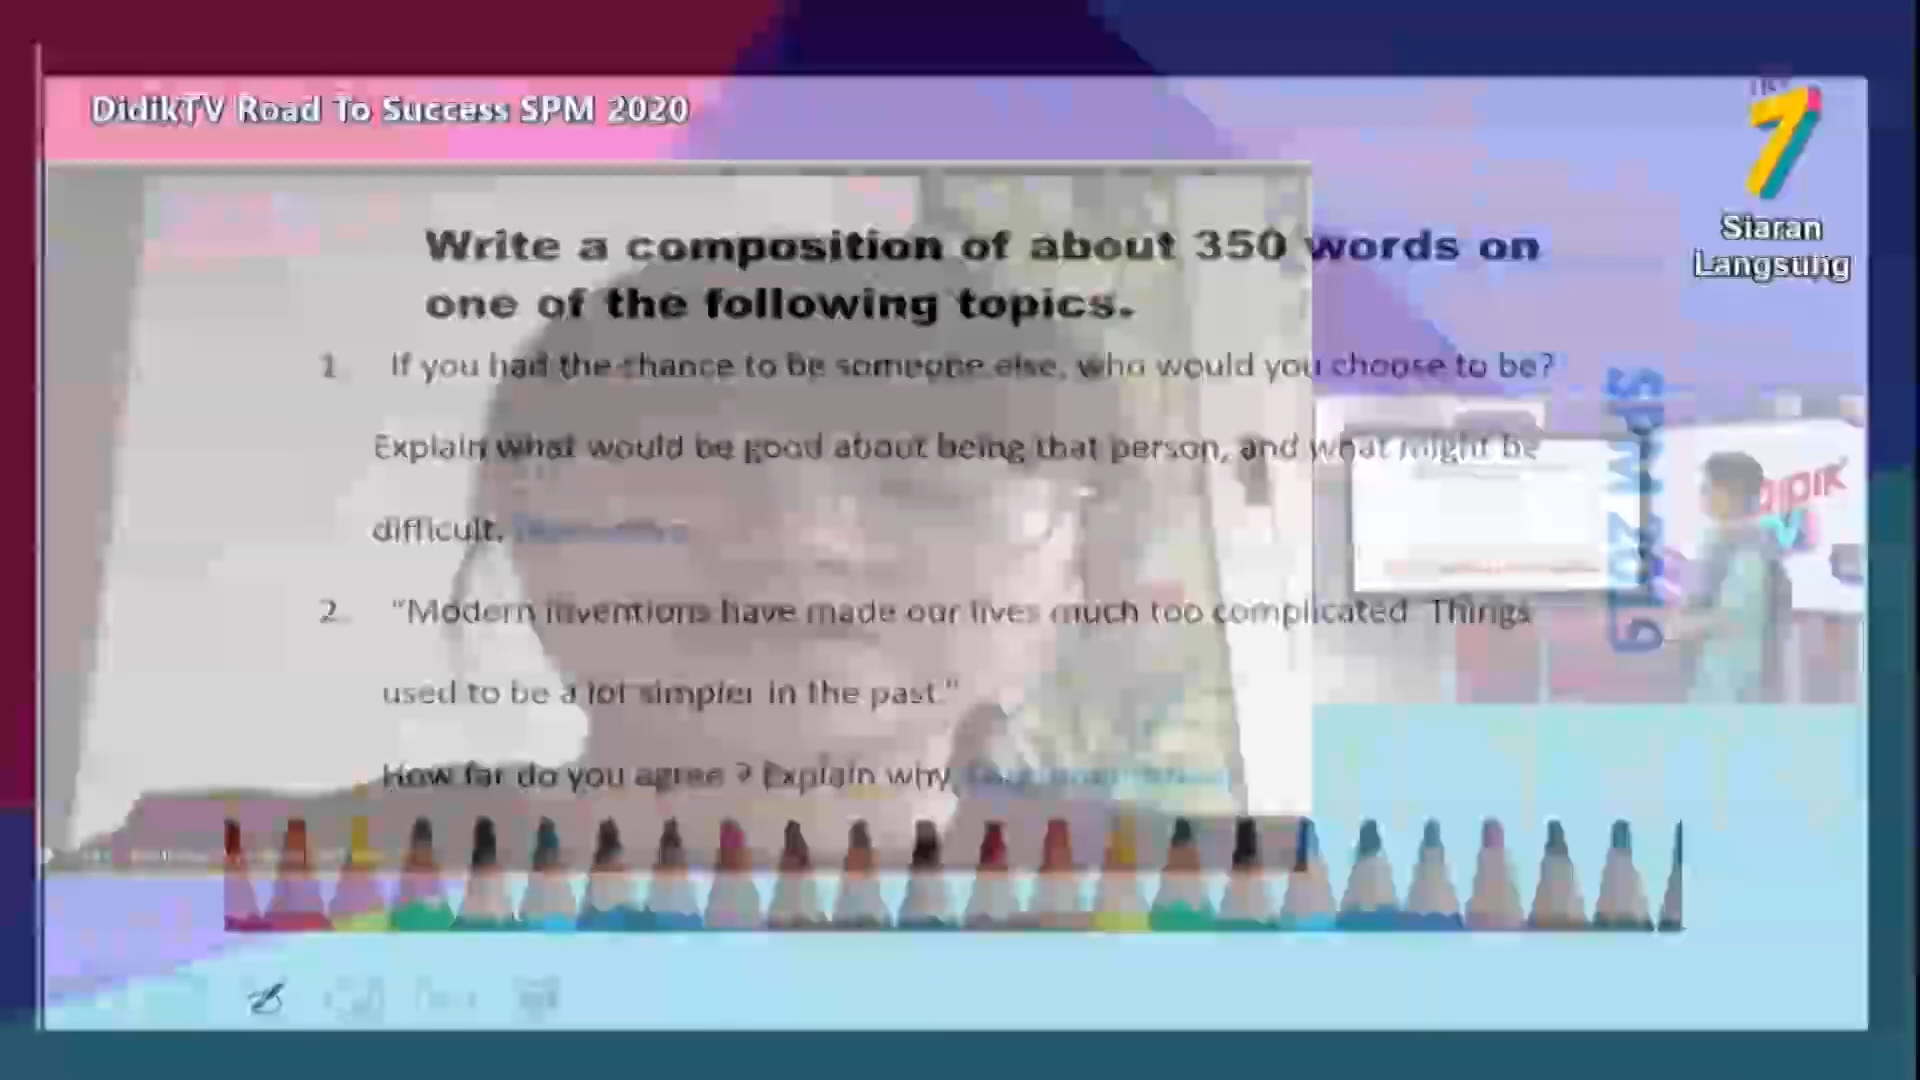 DidikTV Road To Success SPM 2020
7
Siaran
Langsung
Write a composition of about 350 words on
one of the following topics.
1. If you had the chance to be someone else, who would you choose to be?
Explain what would be good about being that person, and what might be
difficult.
2. "Modern inventions have made our lives much too complicated. Things
used to be a lot simpler in the past."
How far do you agree ? Explain why
SPM 2019
DIDIK